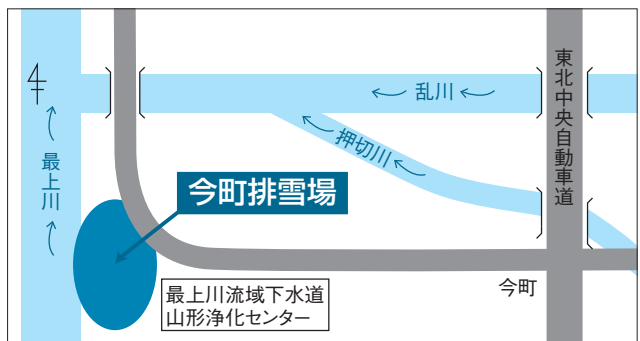 乱川
東北中央自動車道
押切川
最上川
今町排雪場
今町
最上川流域下水道
山形浄化センター